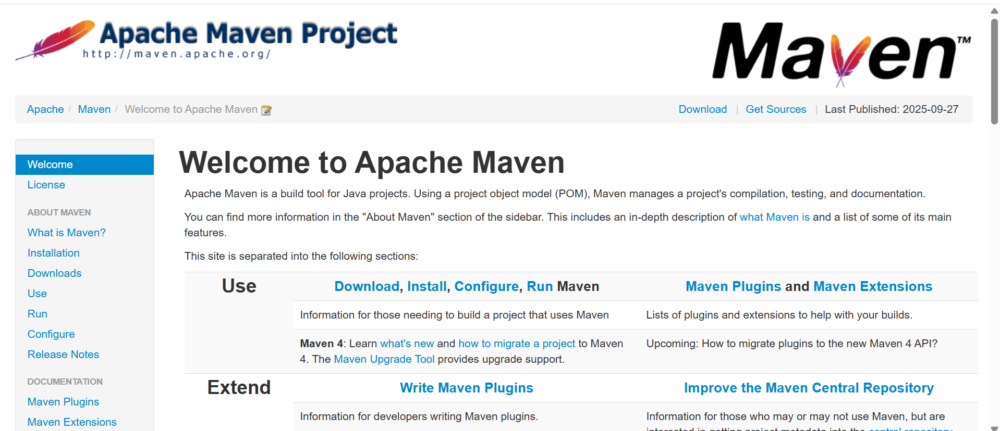 Apache Maven Project
http://maven.apache.org/
Maven™
Apache / Maven / Welcome to Apache Maven
Download | Get Sources | Last Published: 2025-09-27
Welcome
License
ABOUT MAVEN
What is Maven?
Installation
Downloads
Use
Run
Configure
Release Notes
DOCUMENTATION
Maven Plugins
Maven Extensions
Welcome to Apache Maven
Apache Maven is a build tool for Java projects. Using a project object model (POM), Maven manages a project's compilation, testing, and documentation.
You can find more information in the "About Maven" section of the sidebar. This includes an in-depth description of what Maven is and a list of some of its main
features.
This site is separated into the following sections:
Use
Download, Install, Configure, Run Maven
Maven Plugins and Maven Extensions
Information for those needing to build a project that uses Maven
Lists of plugins and extensions to help with your builds.
Maven 4: Learn what's new and how to migrate a project to Maven
4. The Maven Upgrade Tool provides upgrade support.
Upcoming: How to migrate plugins to the new Maven 4 API?
Extend
Write Maven Plugins
Improve the Maven Central Repository
Information for developers writing Maven plugins.
Information for those who may or may not use Maven, but are
interested in getting project metadata into the central repository